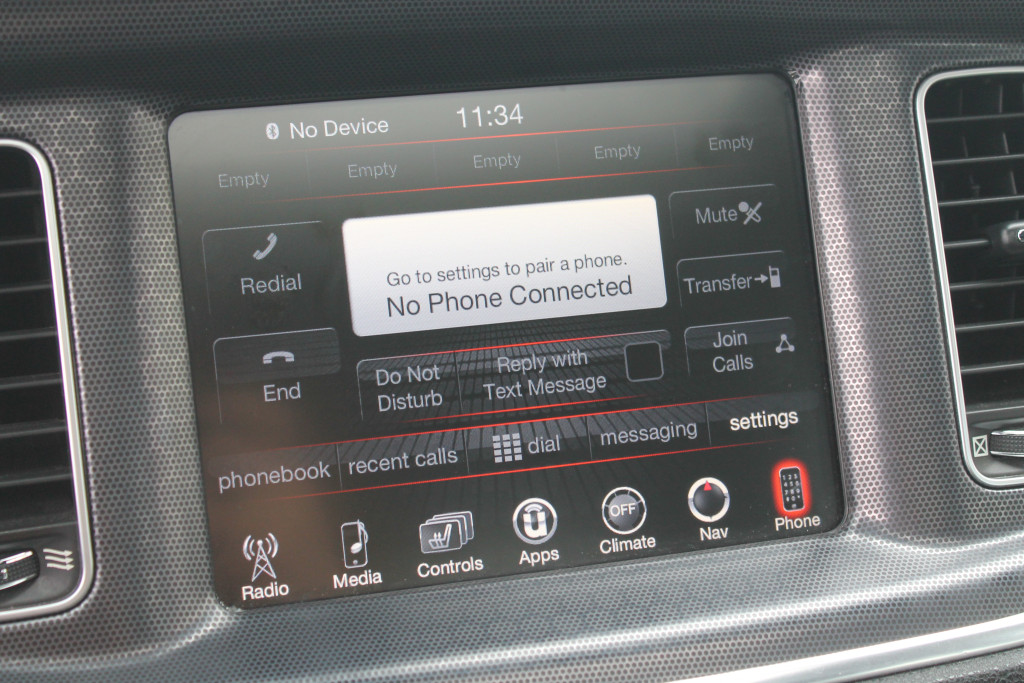 No Device
11:34
Empty
Empty
Empty
Empty
Empty
Redial
Go to settings to pair a phone.
No Phone Connected
Mute
Transfer
End
Do Not
Disturb
Reply with
Text Message
Join
Calls
phonebook
recent calls
dial
messaging
settings
Radio
Media
Controls
Apps
OFF
Climate
Nav
Phone